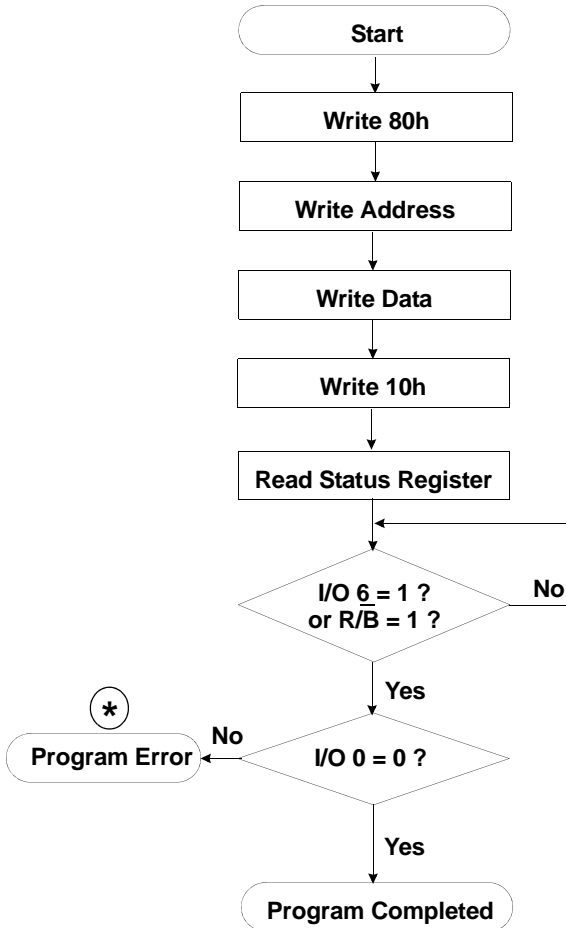 Start
Write 80h
Write Address
Write Data
Write 10h
Read Status Register
I/O 6 = 1 ?
or R/B̅ = 1 ?
No
Yes
*
No
Program Error
I/O 0 = 0 ?
Yes
Program Completed